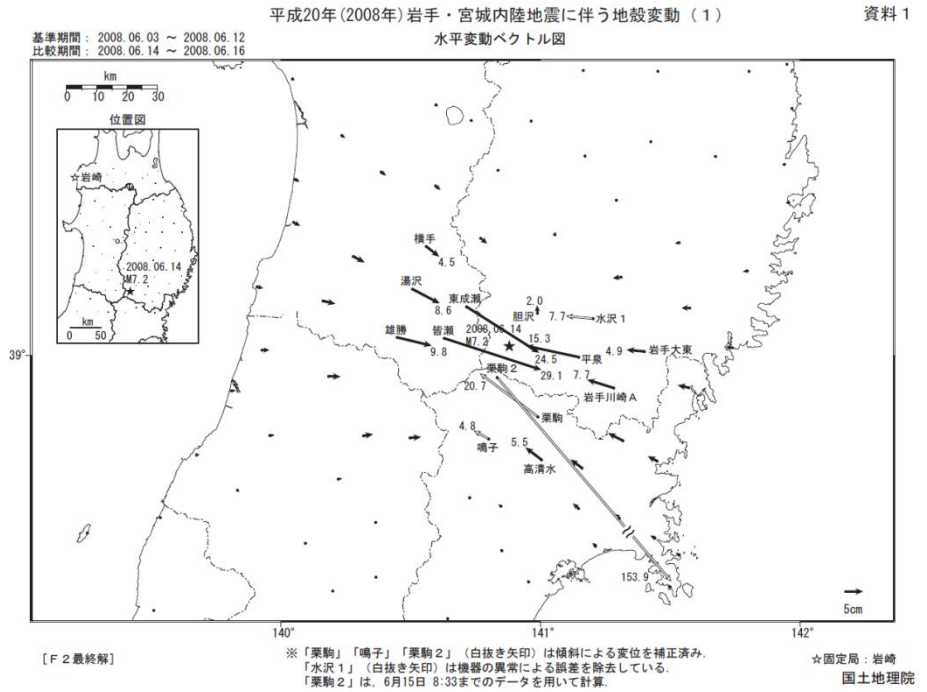 平成20年(2008年)岩手・宮城内陸地震に伴う地殻変動（1）
資料１
基準期間：2008.06.03 ～ 2008.06.12
比較期間：2008.06.14 ～ 2008.06.16
水平変動ベクトル図
km
0 10 20 30
位置図
☆岩崎
2008.06.14
M7.2
km
0 50
横手
4.5
湯沢
8.6
東成瀬
2.0
胆沢
7.7
水沢１
雄勝
9.8
皆瀬
2008.06.14
M7.2
15.3
24.5
平泉
4.9
岩手大東
39°
栗駒２
29.1
7.7
岩手川崎Ａ
20.7
栗駒
4.8
鳴子
5.5
高清水
153.9
5cm
140°
141°
142°
［Ｆ２最終解］
※「栗駒」「鳴子」「栗駒２」（白抜き矢印）は傾斜による変位を補正済み．
「水沢１」（白抜き矢印）は機器の異常による誤差を除去している．
「栗駒２」は，6月15日 8:33までのデータを用いて計算．
☆固定局：岩崎
国土地理院